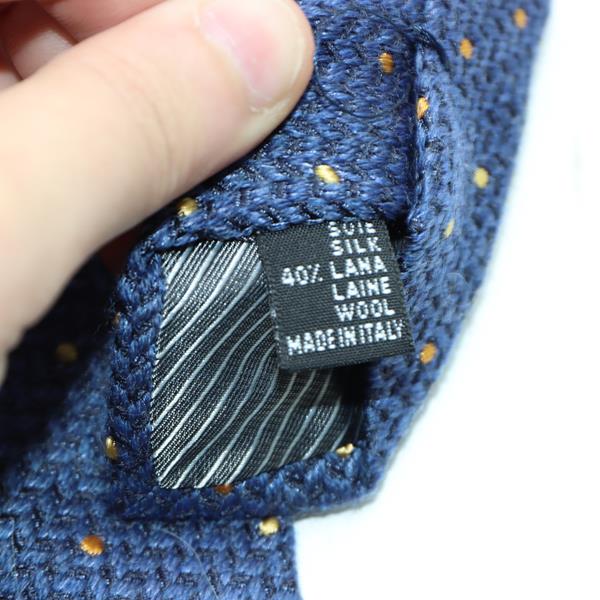 SOIE
SILK
40% LANA
LAINE
WOOL
MADE IN ITALY